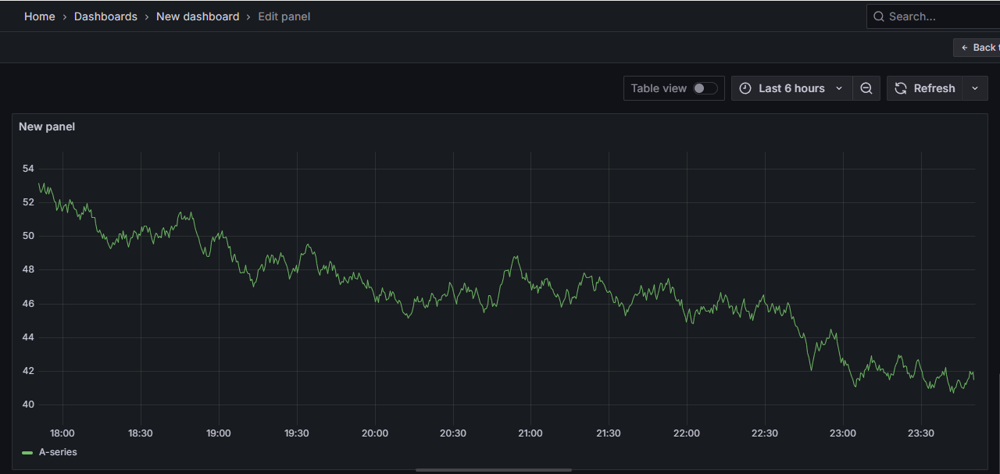 Home › Dashboards › New dashboard › Edit panel
Search...
← Back
Table view
Last 6 hours
Refresh
New panel
54
52
50
48
46
44
42
40
18:00 18:30 19:00 19:30 20:00 20:30 21:00 21:30 22:00 22:30 23:00 23:30
A-series